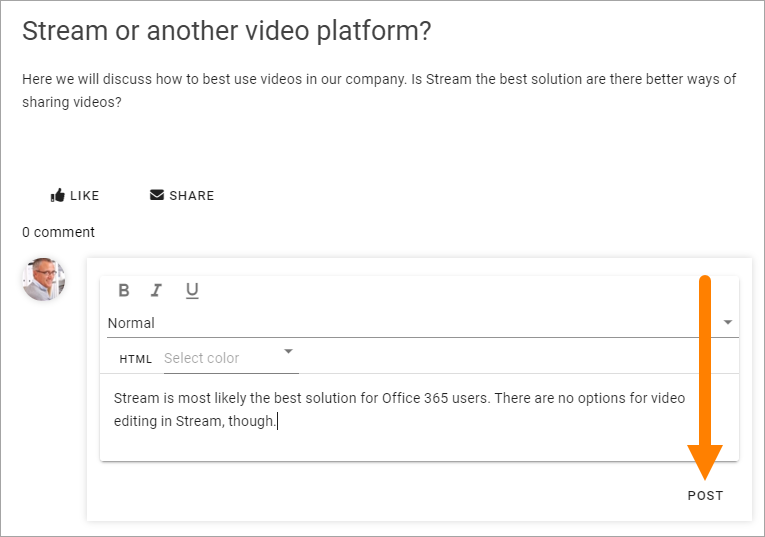 Stream or another video platform?
Here we will discuss how to best use videos in our company. Is Stream the best solution are there better ways of
sharing videos?
LIKE SHARE
0 comment
B I U
Normal
HTML Select color
Stream is most likely the best solution for Office 365 users. There are no options for video
editing in Stream, though.
POST